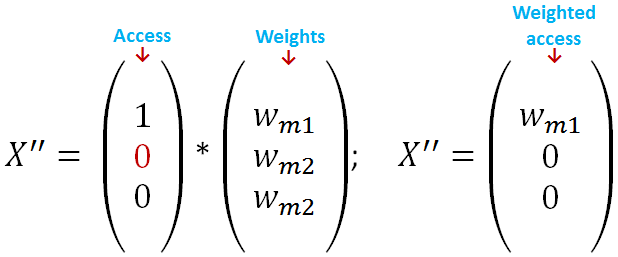 Access Weights Weighted access
X′′ = (1 0 0) * (w_m1 w_m2 w_m2); X′′ = (w_m1 0 0)